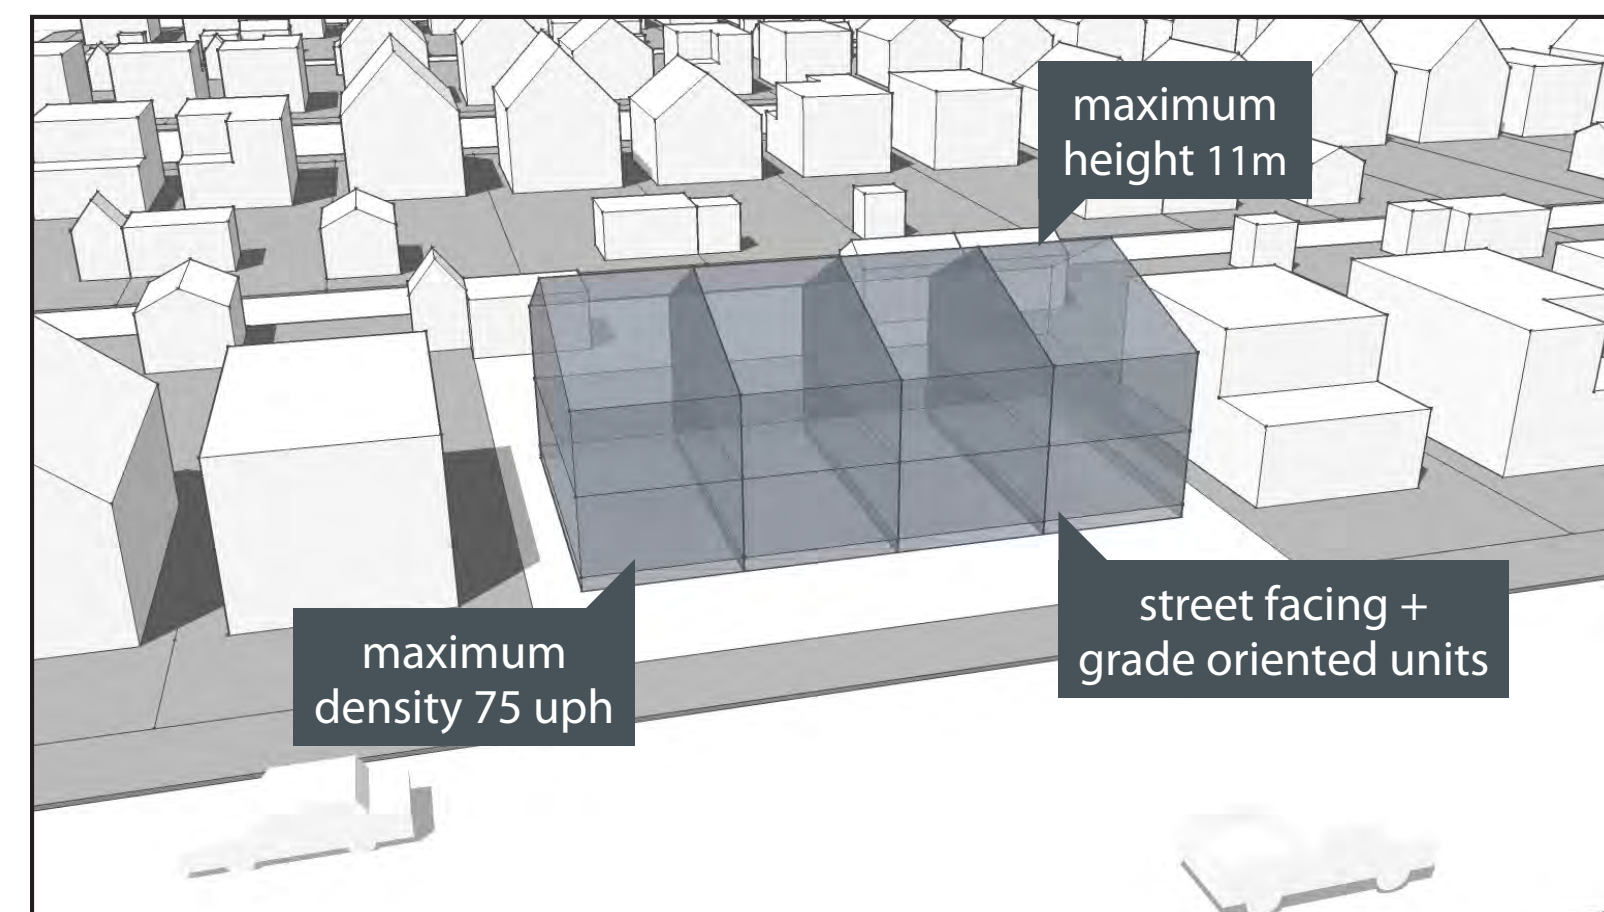 maximum
height 11m
street facing +
grade oriented units
maximum
density 75 uph